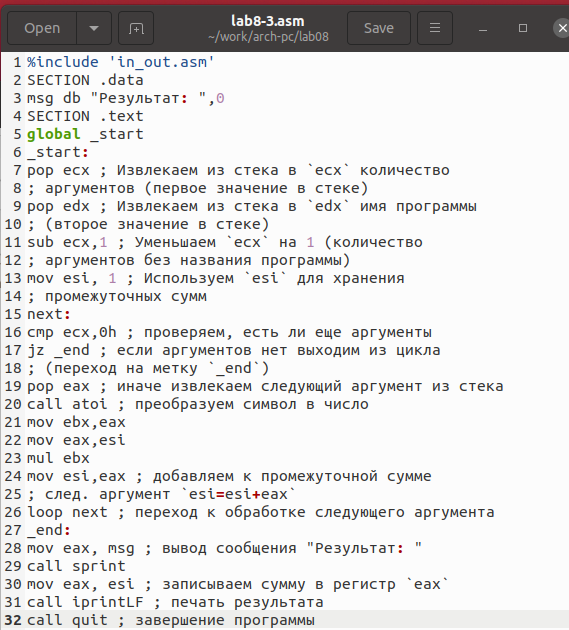 Open
lab8-3.asm
~/work/arch-pc/lab08
Save
1 %include 'in_out.asm'
2 SECTION .data
3 msg db "Результат: ",0
4 SECTION .text
5 global _start
6 _start:
7 pop ecx ; Извлекаем из стека в `ecx` количество
8 ; аргументов (первое значение в стеке)
9 pop edx ; Извлекаем из стека в `edx` имя программы
10 ; (второе значение в стеке)
11 sub ecx,1 ; Уменьшаем `ecx` на 1 (количество
12 ; аргументов без названия программы)
13 mov esi, 1 ; Используем `esi` для хранения
14 ; промежуточных сумм
15 next:
16 cmp ecx,0h ; проверяем, есть ли еще аргументы
17 jz _end ; если аргументов нет выходим из цикла
18 ; (переход на метку `_end`)
19 pop eax ; иначе извлекаем следующий аргумент из стека
20 call atoi ; преобразуем символ в число
21 mov ebx,eax
22 mov eax,esi
23 mul ebx
24 mov esi,eax ; добавляем к промежуточной сумме
25 ; след. аргумент `esi=esi+eax`
26 loop next ; переход к обработке следующего аргумента
27 _end:
28 mov eax, msg ; вывод сообщения "Результат: "
29 call sprint
30 mov eax, esi ; записываем сумму в регистр `eax`
31 call iprintLF ; печать результата
32 call quit ; завершение программы